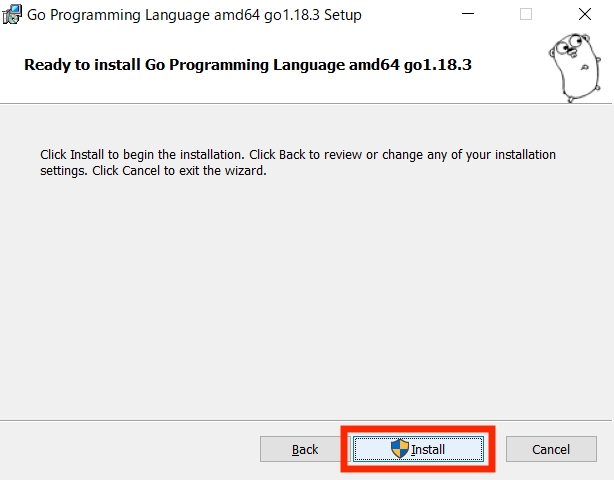 Go Programming Language amd64 go1.18.3 Setup
Ready to install Go Programming Language amd64 go1.18.3
Click Install to begin the installation. Click Back to review or change any of your installation
settings. Click Cancel to exit the wizard.
Back
Install
Cancel